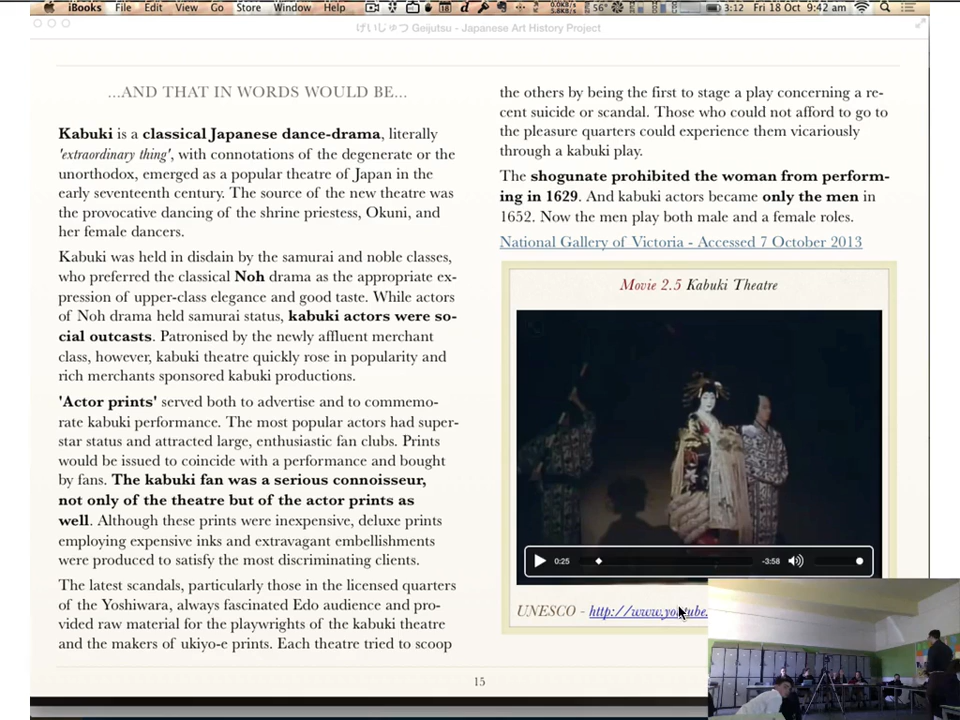 iBooks File Edit View Go Store Window Help 0.0KB/s 5.8KB/s 56° 3:12 Fri 18 Oct 9:42 am
げいじゅつ Geijutsu - Japanese Art History Project
...AND THAT IN WORDS WOULD BE...
Kabuki is a classical Japanese dance-drama, literally
'extraordinary thing', with connotations of the degenerate or the
unorthodox, emerged as a popular theatre of Japan in the
early seventeenth century. The source of the new theatre was
the provocative dancing of the shrine priestess, Okuni, and
her female dancers.
Kabuki was held in disdain by the samurai and noble classes,
who preferred the classical Noh drama as the appropriate ex-
pression of upper-class elegance and good taste. While actors
of Noh drama held samurai status, kabuki actors were so-
cial outcasts. Patronised by the newly affluent merchant
class, however, kabuki theatre quickly rose in popularity and
rich merchants sponsored kabuki productions.
'Actor prints' served both to advertise and to commemo-
rate kabuki performance. The most popular actors had super-
star status and attracted large, enthusiastic fan clubs. Prints
would be issued to coincide with a performance and bought
by fans. The kabuki fan was a serious connoisseur,
not only of the theatre but of the actor prints as
well. Although these prints were inexpensive, deluxe prints
employing expensive inks and extravagant embellishments
were produced to satisfy the most discriminating clients.
The latest scandals, particularly those in the licensed quarters
of the Yoshiwara, always fascinated Edo audience and pro-
vided raw material for the playwrights of the kabuki theatre
and the makers of ukiyo-e prints. Each theatre tried to scoop
the others by being the first to stage a play concerning a re-
cent suicide or scandal. Those who could not afford to go to
the pleasure quarters could experience them vicariously
through a kabuki play.
The shogunate prohibited the woman from perform-
ing in 1629. And kabuki actors became only the men in
1652. Now the men play both male and a female roles.
National Gallery of Victoria - Accessed 7 October 2013
Movie 2.5 Kabuki Theatre
0:25 -3:58
UNESCO - http://www.youtube.
15